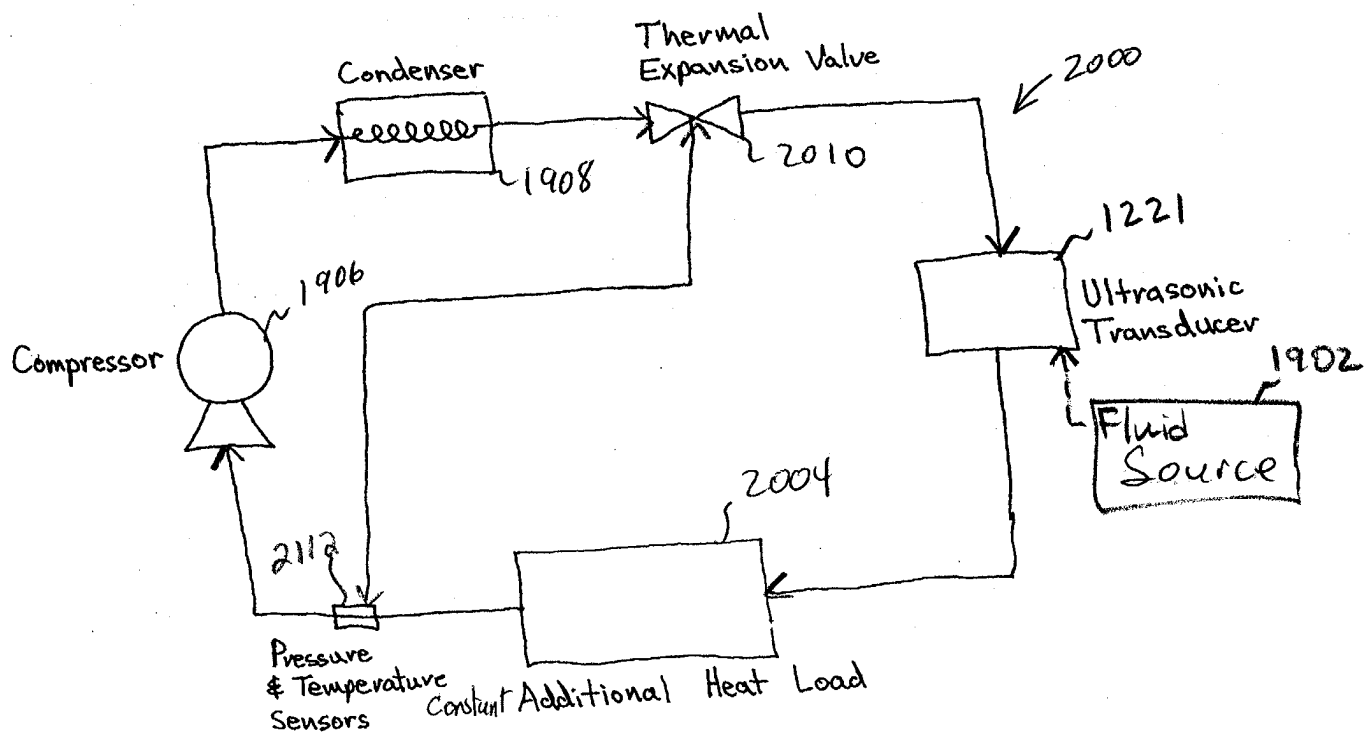 Thermal
Expansion Valve
2000
Condenser
2010
1908
1221
1906
Ultrasonic
Transducer
Compressor
1902
Fluid
Source
2004
2112
Pressure
& Temperature
Sensors
Constant Additional Heat Load